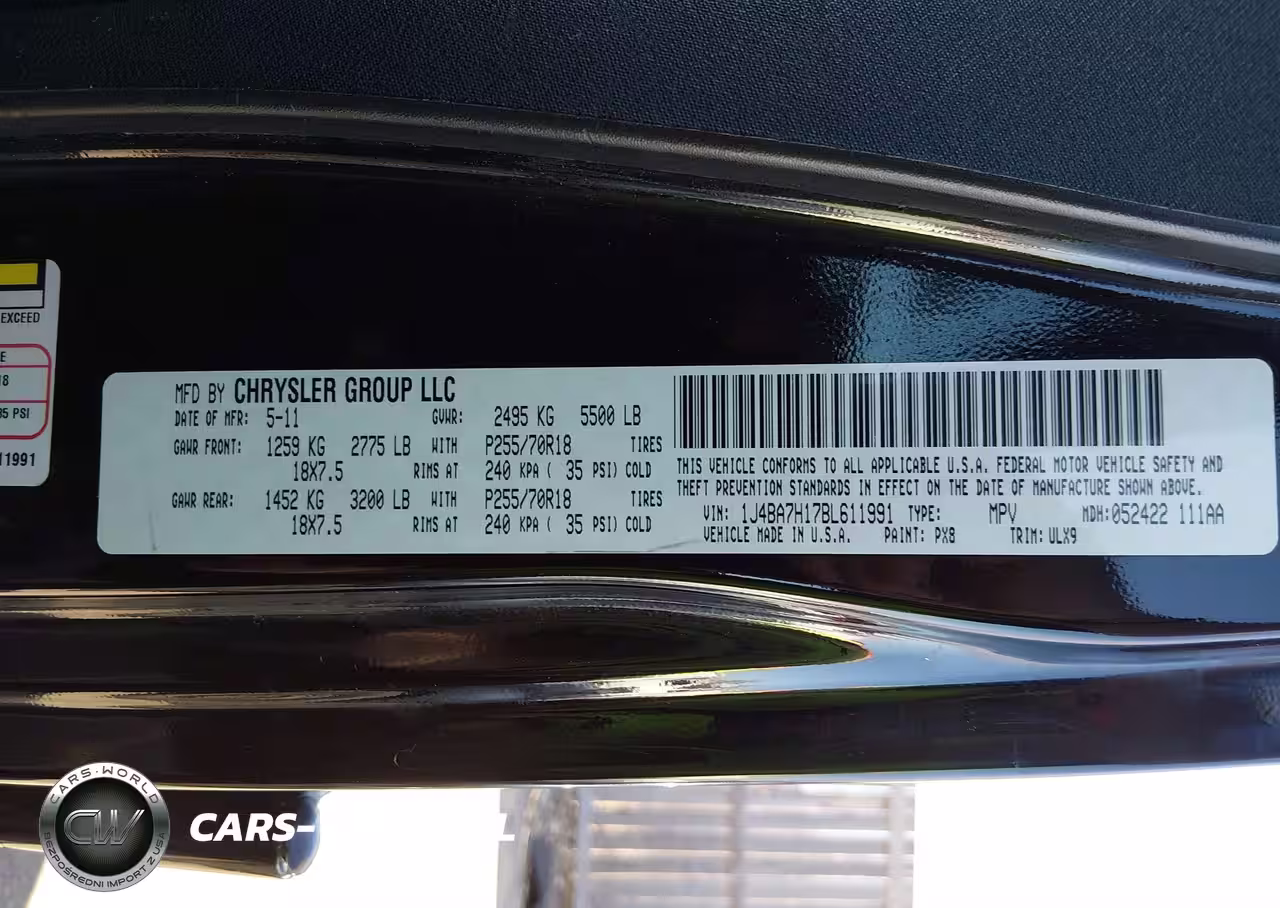 EXCEED
E
18
35 PSI
11991
MFD BY CHRYSLER GROUP LLC
DATE OF MFR: 5-11 GVWR: 2495 KG 5500 LB
GAWR FRONT: 1259 KG 2775 LB WITH P255/70R18 TIRES
18X7.5 RIMS AT 240 KPA ( 35 PSI) COLD
GAWR REAR: 1452 KG 3200 LB WITH P255/70R18 TIRES
18X7.5 RIMS AT 240 KPA ( 35 PSI) COLD
THIS VEHICLE CONFORMS TO ALL APPLICABLE U.S.A. FEDERAL MOTOR VEHICLE SAFETY AND
THEFT PREVENTION STANDARDS IN EFFECT ON THE DATE OF MANUFACTURE SHOWN ABOVE.
VIN: 1J4BA7H17BL611991 TYPE: MPV MDH:052422 111AA
VEHICLE MADE IN U.S.A. PAINT: PX8 TRIM: ULX9
CARS-WORLD
CW
BEZPOŚREDNI IMPORT Z USA
CARS-